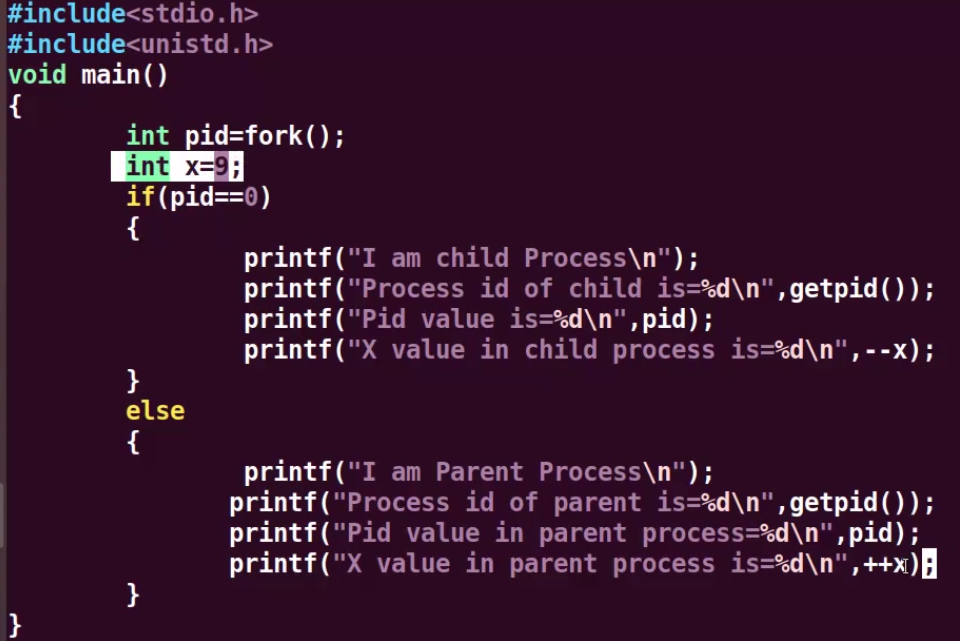 #include<stdio.h>
#include<unistd.h>
void main()
{
        int pid=fork();
        int x=9;
        if(pid==0)
        {
                printf("I am child Process\n");
                printf("Process id of child is=%d\n",getpid());
                printf("Pid value is=%d\n",pid);
                printf("X value in child process is=%d\n",--x);
        }
        else
        {
                printf("I am Parent Process\n");
               printf("Process id of parent is=%d\n",getpid());
               printf("Pid value in parent process=%d\n",pid);
               printf("X value in parent process is=%d\n",++x);
        }
}